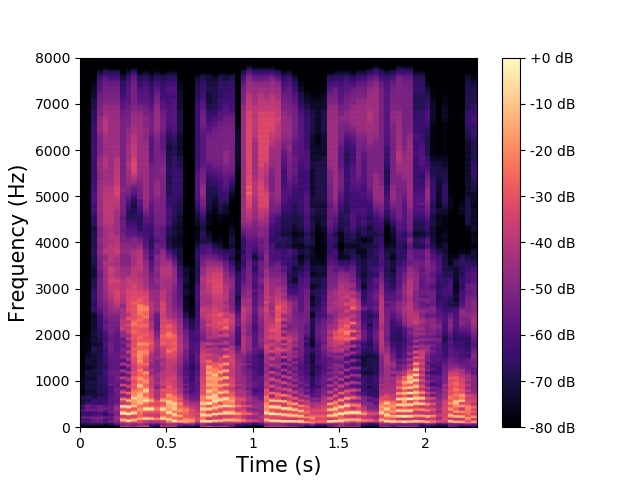 8000
7000
6000
5000
4000
3000
2000
1000
0
Frequency (Hz)
0 0.5 1 1.5 2
Time (s)
+0 dB
-10 dB
-20 dB
-30 dB
-40 dB
-50 dB
-60 dB
-70 dB
-80 dB